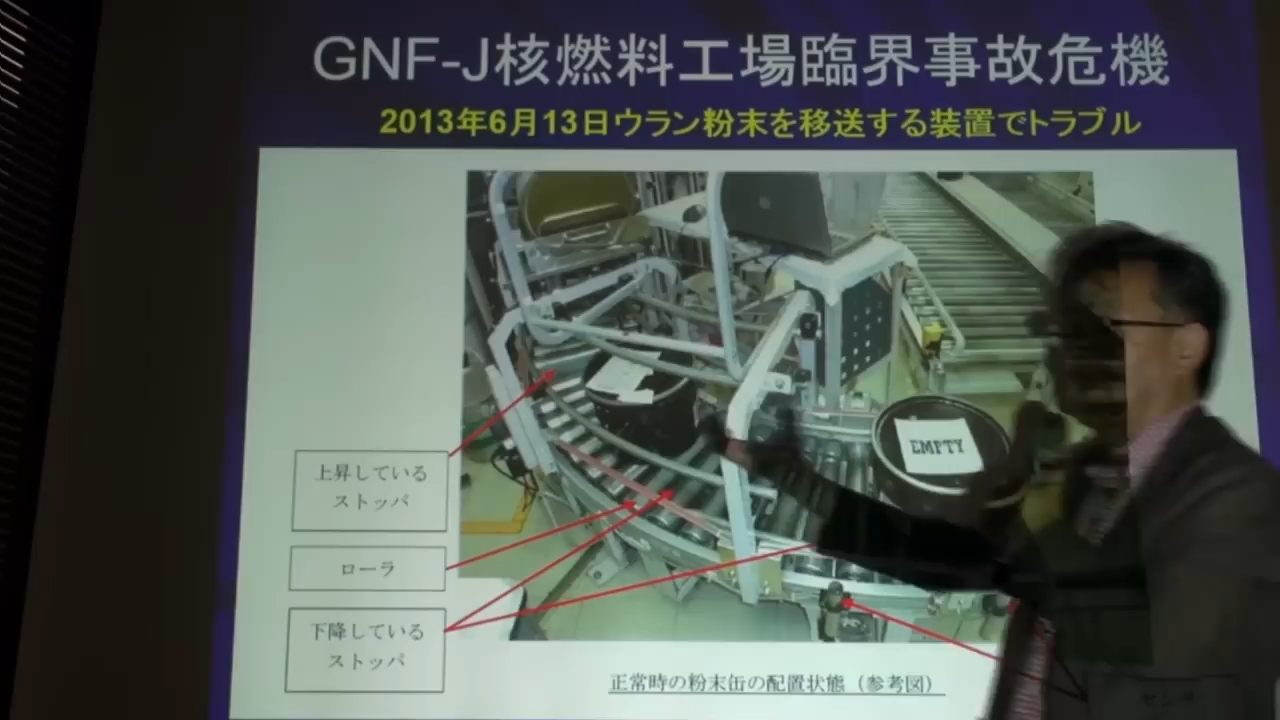 GNF-J核燃料工場臨界事故危機
2013年6月13日ウラン粉末を移送する装置でトラブル
EMPTY
上昇している
ストッパ
ローラ
下降している
ストッパ
正常時の粉末缶の配置状態（参考図）